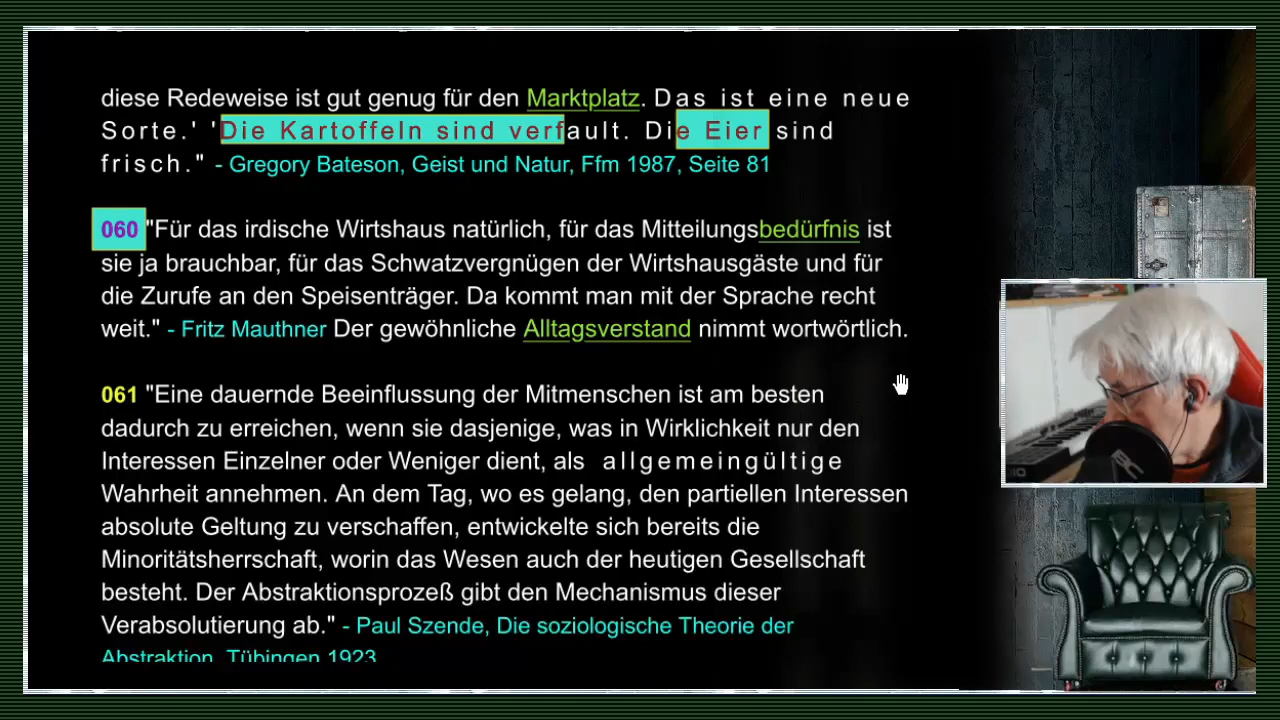 diese Redeweise ist gut genug für den Marktplatz. Das ist eine neue
Sorte.' 'Die Kartoffeln sind verfault. Die Eier sind
frisch." - Gregory Bateson, Geist und Natur, Ffm 1987, Seite 81
060 "Für das irdische Wirtshaus natürlich, für das Mitteilungsbedürfnis ist
sie ja brauchbar, für das Schwatzvergnügen der Wirtshausgäste und für
die Zurufe an den Speisenträger. Da kommt man mit der Sprache recht
weit." - Fritz Mauthner Der gewöhnliche Alltagsverstand nimmt wortwörtlich.
061 "Eine dauernde Beeinflussung der Mitmenschen ist am besten
dadurch zu erreichen, wenn sie dasjenige, was in Wirklichkeit nur den
Interessen Einzelner oder Weniger dient, als allgemeingültige
Wahrheit annehmen. An dem Tag, wo es gelang, den partiellen Interessen
absolute Geltung zu verschaffen, entwickelte sich bereits die
Minoritätsherrschaft, worin das Wesen auch der heutigen Gesellschaft
besteht. Der Abstraktionsprozeß gibt den Mechanismus dieser
Verabsolutierung ab." - Paul Szende, Die soziologische Theorie der
Abstraktion, Tübingen 1923